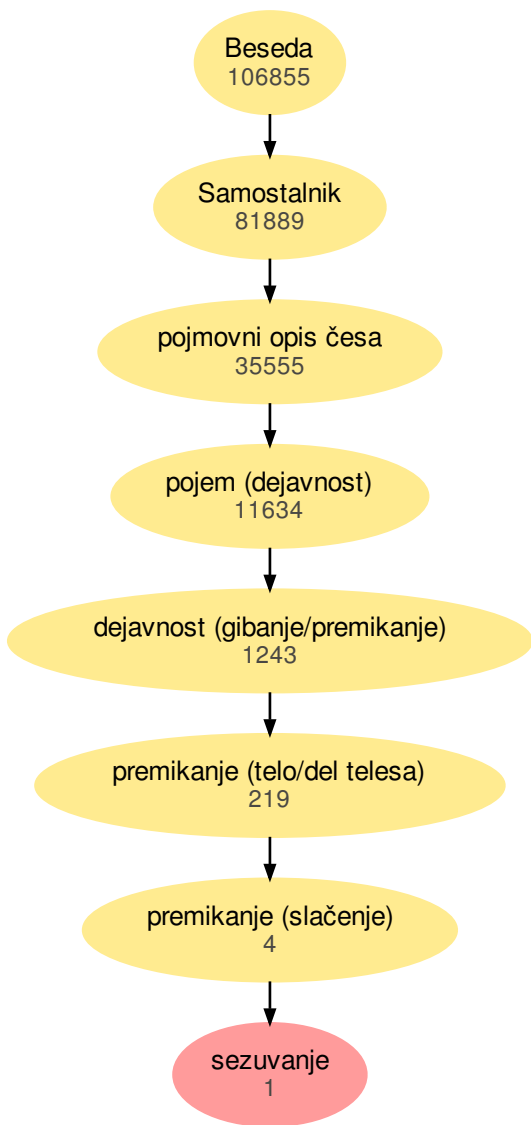 Beseda
106855
Samostalnik
81889
pojmovni opis česa
35555
pojem (dejavnost)
11634
dejavnost (gibanje/premikanje)
1243
premikanje (telo/del telesa)
219
premikanje (slačenje)
4
sezuvanje
1